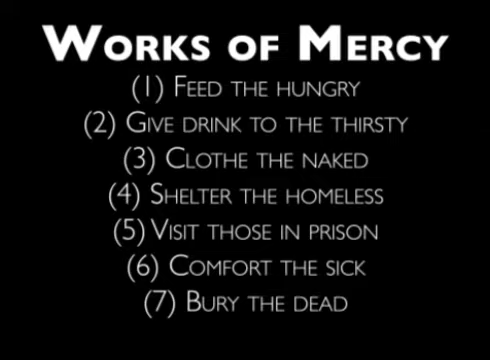 Works of Mercy
(1) Feed the hungry
(2) Give drink to the thirsty
(3) Clothe the naked
(4) Shelter the homeless
(5) Visit those in prison
(6) Comfort the sick
(7) Bury the dead